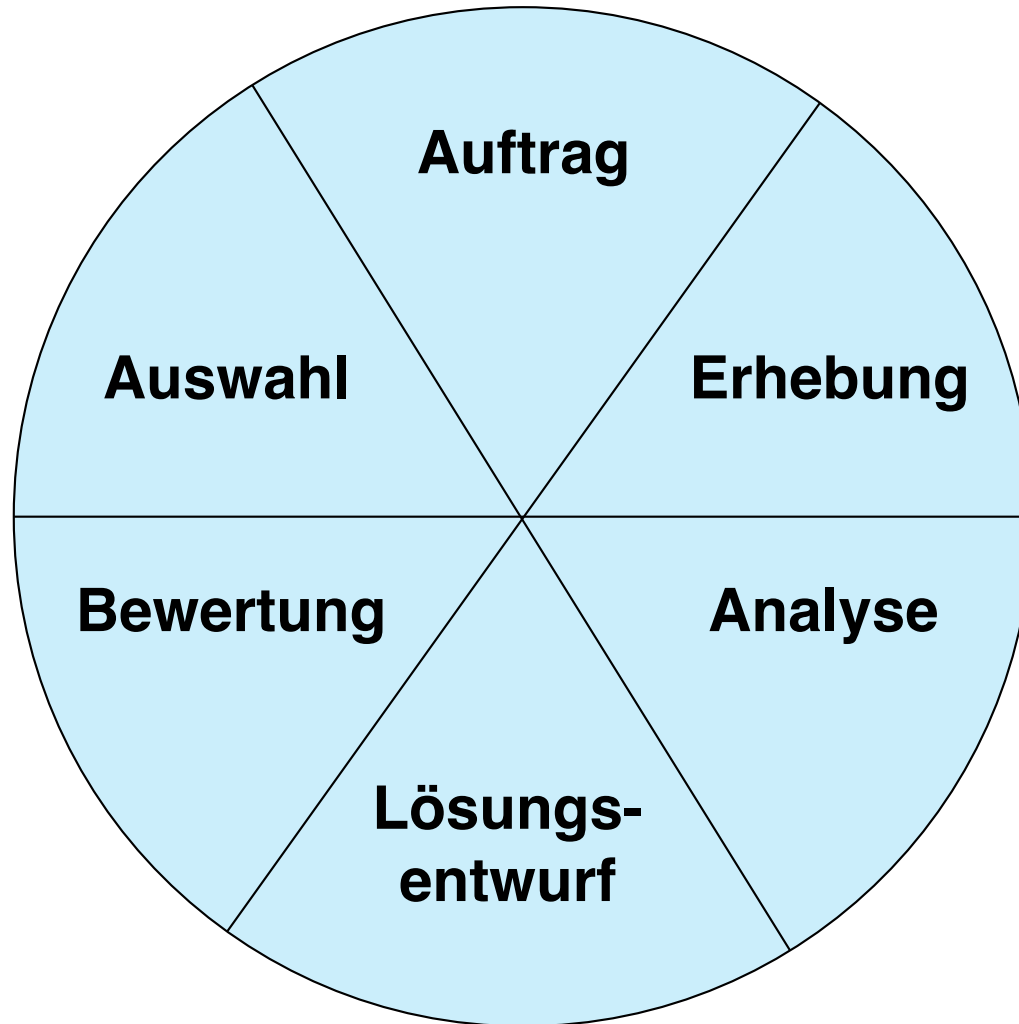 Auftrag
Erhebung
Analyse
Lösungs-
entwurf
Bewertung
Auswahl